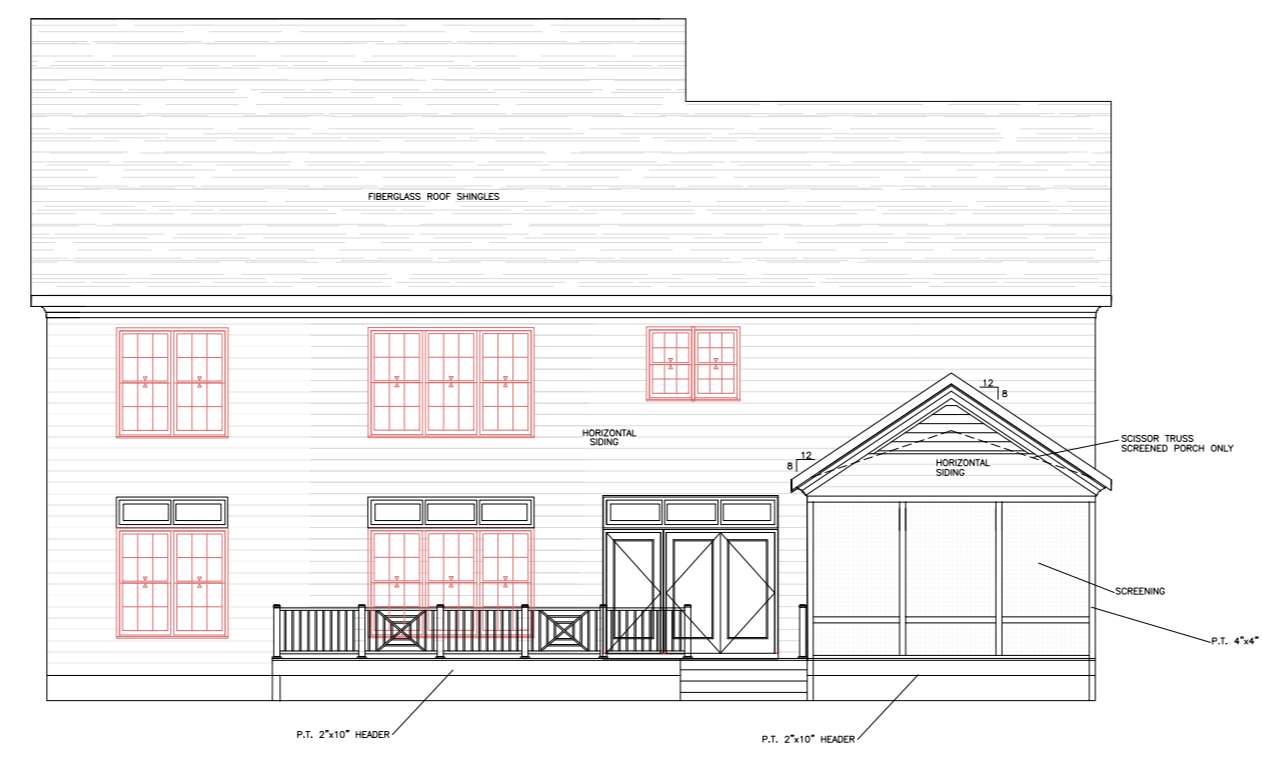 FIBERGLASS ROOF SHINGLES
12
8
HORIZONTAL
SIDING
SCISSOR TRUSS
SCREENED PORCH ONLY
12
8
HORIZONTAL
SIDING
SCREENING
P.T. 4"x4"
P.T. 2"x10" HEADER
P.T. 2"x10" HEADER